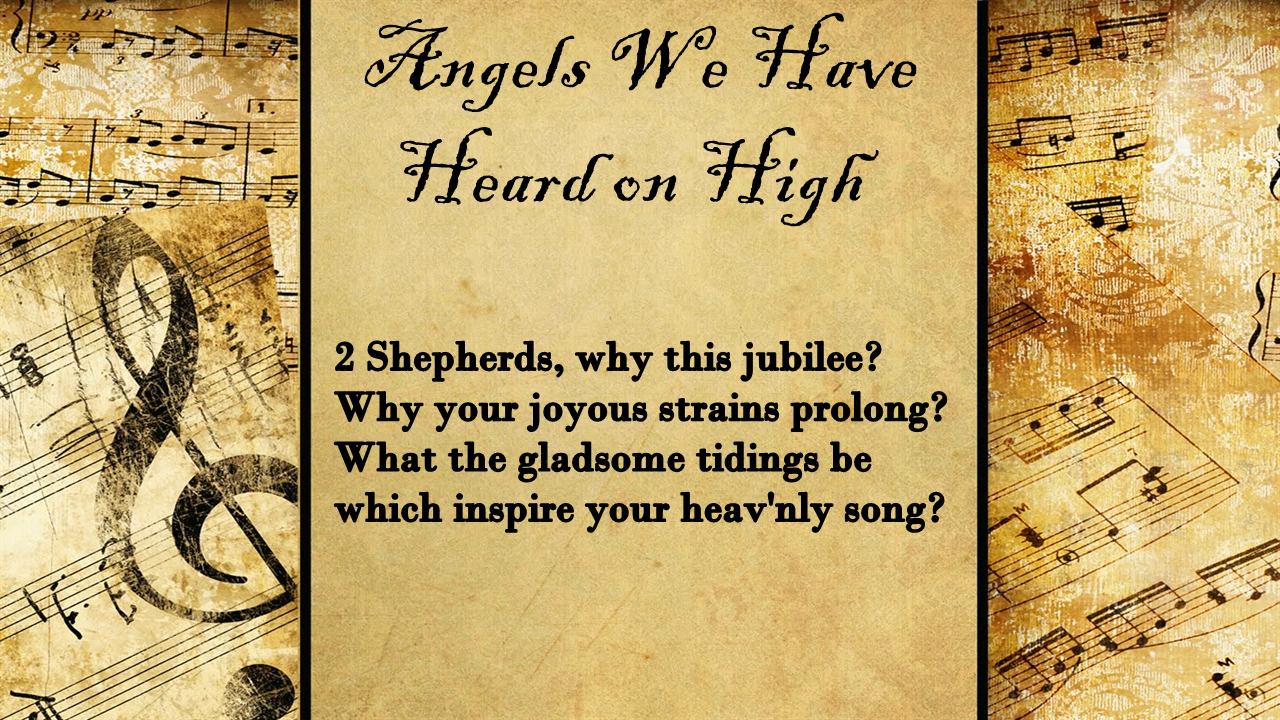 Angels We Have
Heard on High
2 Shepherds, why this jubilee?
Why your joyous strains prolong?
What the gladsome tidings be
which inspire your heav'nly song?